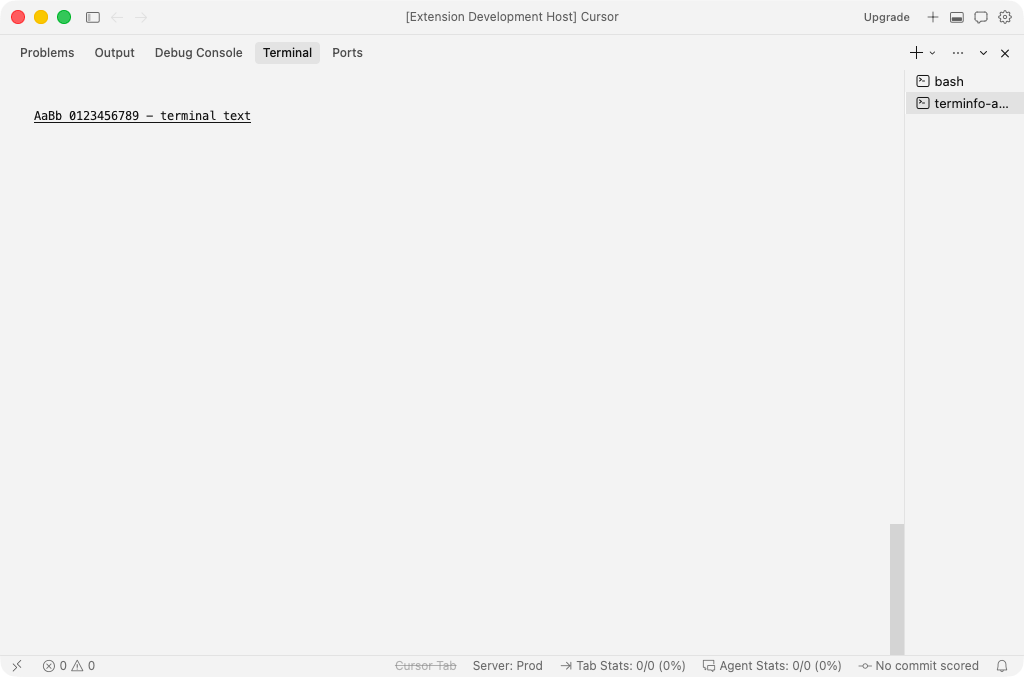 [Extension Development Host] Cursor
Upgrade
Problems Output Debug Console Terminal Ports
bash
terminfo-a...
AaBb 0123456789 — terminal text
0 0 Cursor Tab Server: Prod Tab Stats: 0/0 (0%) Agent Stats: 0/0 (0%) No commit scored